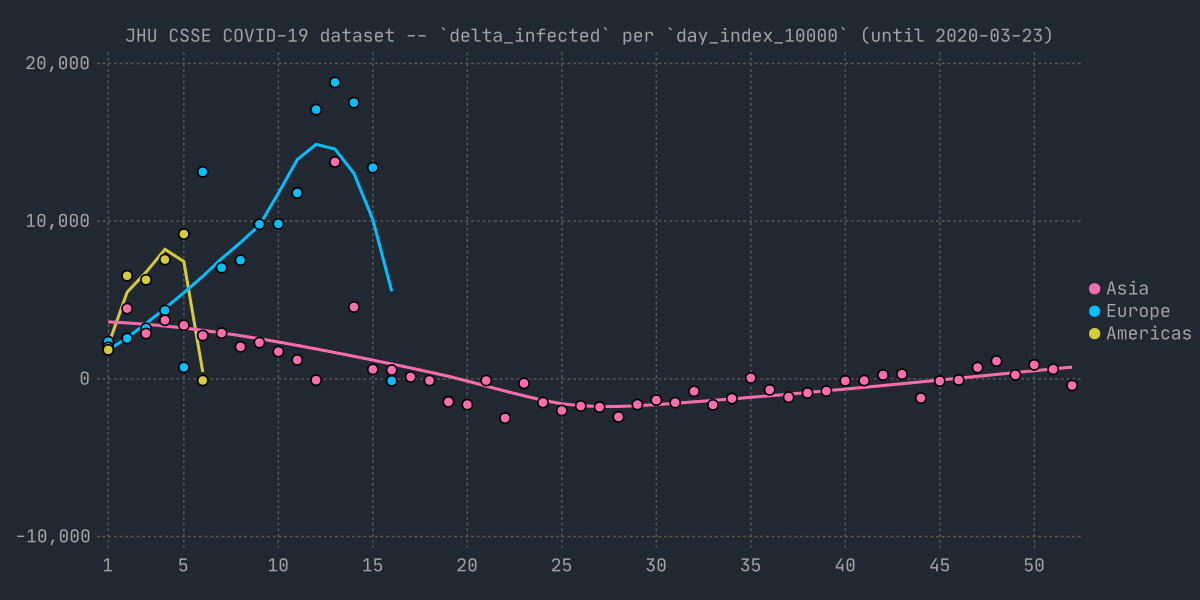 JHU CSSE COVID-19 dataset -- `delta_infected` per `day_index_10000` (until 2020-03-23)
20,000
10,000
0
-10,000
1 5 10 15 20 25 30 35 40 45 50
Asia
Europe
Americas